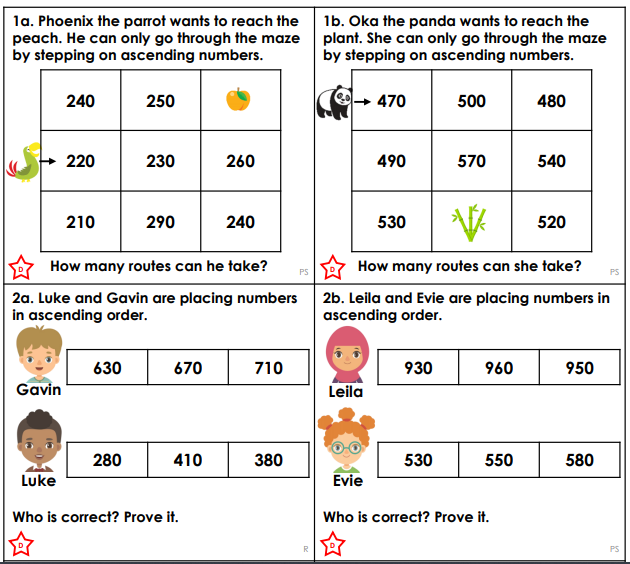 1a. Phoenix the parrot wants to reach the
peach. He can only go through the maze
by stepping on ascending numbers.
240 250
220 230 260
210 290 240
D
How many routes can he take?
PS
1b. Oka the panda wants to reach the
plant. She can only go through the maze
by stepping on ascending numbers.
470 500 480
490 570 540
530 520
D
How many routes can she take?
PS
2a. Luke and Gavin are placing numbers
in ascending order.
630 670 710
Gavin
280 410 380
Luke
Who is correct? Prove it.
D
R
2b. Leila and Evie are placing numbers in
ascending order.
930 960 950
Leila
530 550 580
Evie
Who is correct? Prove it.
D
PS